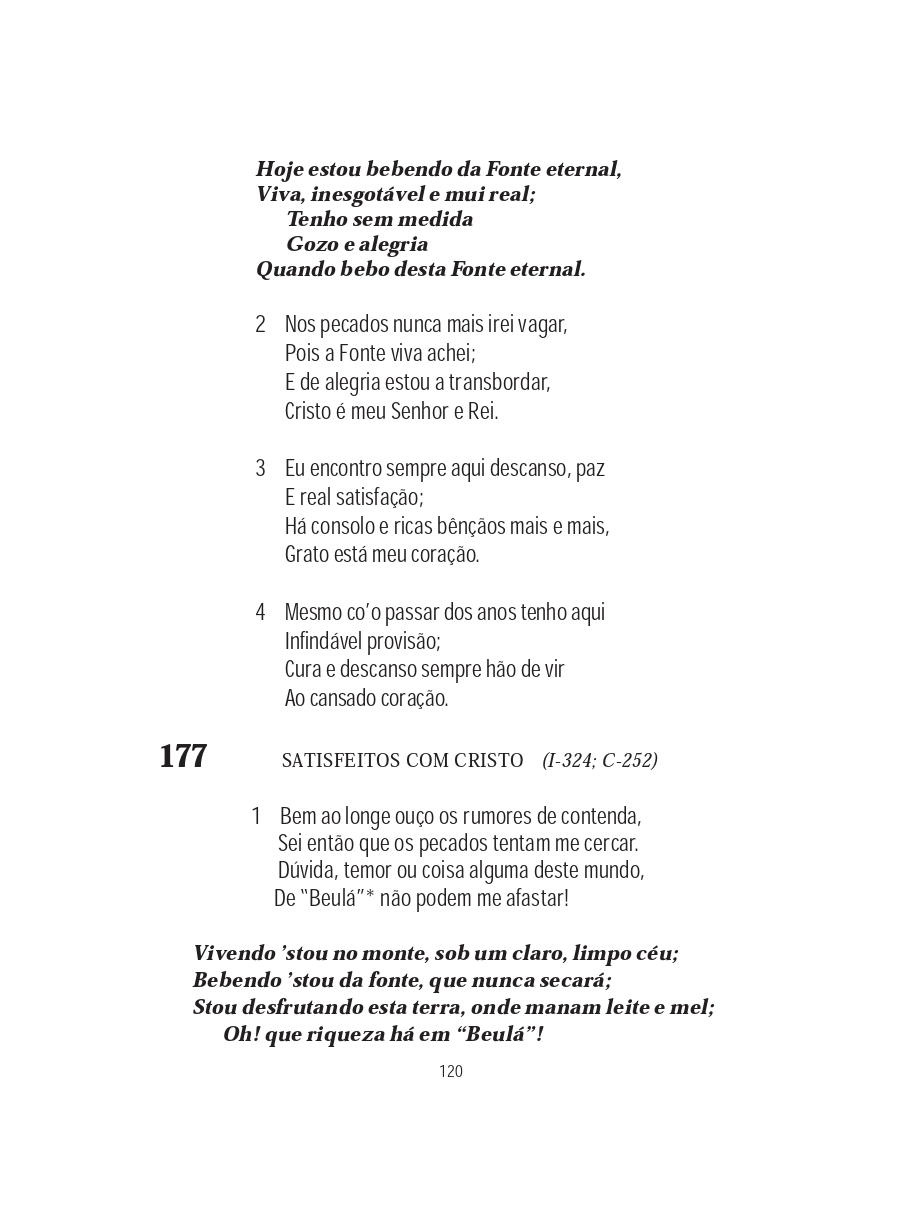 Hoje estou bebendo da Fonte eternal,
Viva, inesgotável e mui real;
Tenho sem medida
Gozo e alegria
Quando bebo desta Fonte eternal.
2 Nos pecados nunca mais irei vagar,
Pois a Fonte viva achei;
E de alegria estou a transbordar,
Cristo é meu Senhor e Rei.
3 Eu encontro sempre aqui descanso, paz
E real satisfação;
Há consolo e ricas bênçãos mais e mais,
Grato está meu coração.
4 Mesmo co’o passar dos anos tenho aqui
Infindável provisão;
Cura e descanso sempre hão de vir
Ao cansado coração.
177 SATISFEITOS COM CRISTO (I-324; C-252)
1 Bem ao longe ouço os rumores de contenda,
Sei então que os pecados tentam me cercar.
Dúvida, temor ou coisa alguma deste mundo,
De “Beulá”* não podem me afastar!
Vivendo ’stou no monte, sob um claro, limpo céu;
Bebendo ’stou da fonte, que nunca secará;
Stou desfrutando esta terra, onde manam leite e mel;
Oh! que riqueza há em “Beulá”!
120